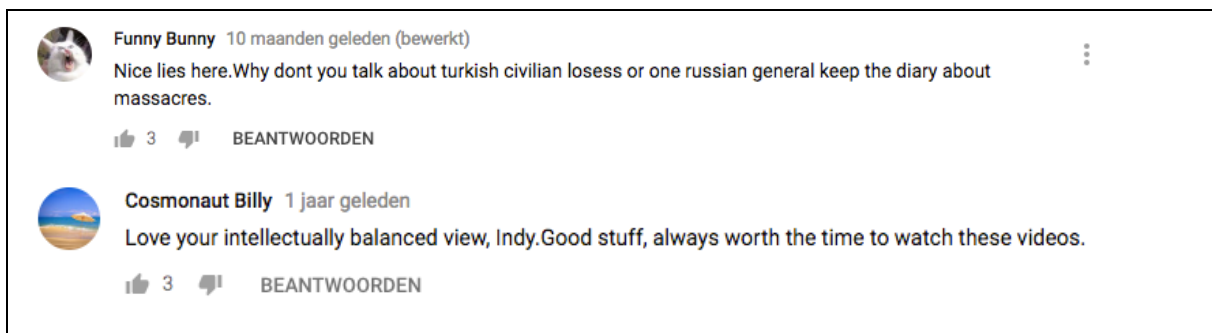 Funny Bunny 10 maanden geleden (bewerkt)
Nice lies here.Why dont you talk about turkish civilian losess or one russian general keep the diary about
massacres.
3 BEANTWOORDEN
Cosmonaut Billy 1 jaar geleden
Love your intellectually balanced view, Indy.Good stuff, always worth the time to watch these videos.
3 BEANTWOORDEN